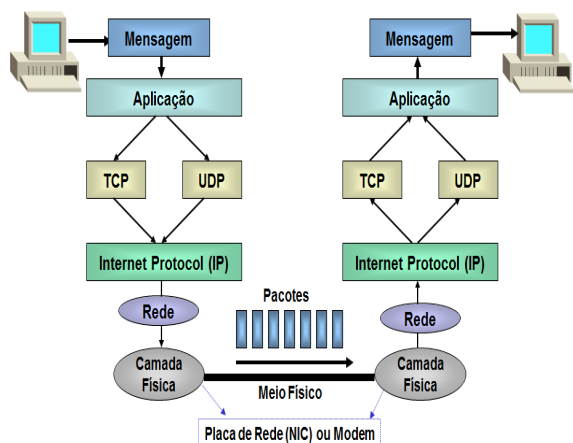 Mensagem
Mensagem
Aplicação
Aplicação
TCP
UDP
TCP
UDP
Internet Protocol (IP)
Internet Protocol (IP)
Rede
Pacotes
Rede
Camada
Física
Camada
Física
Meio Físico
Placa de Rede (NIC) ou Modem